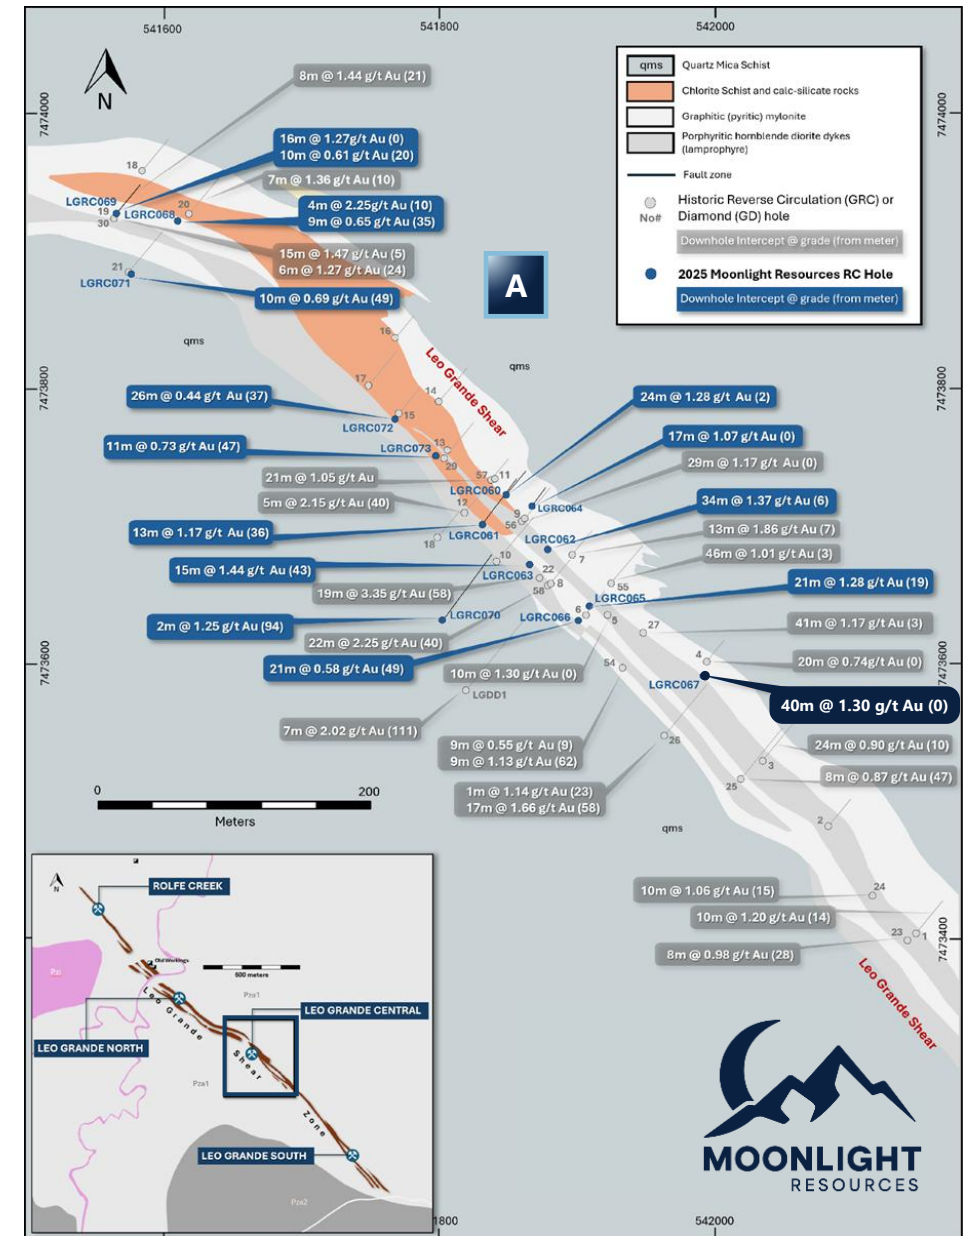 541600
541800
542000
N
7474000
7474000
8m @ 1.44 g/t Au (21)
16m @ 1.27g/t Au (0)
10m @ 0.61 g/t Au (20)
18
7m @ 1.36 g/t Au (10)
LGRC069
20
4m @ 2.25g/t Au (10)
9m @ 0.65 g/t Au (35)
19
LGRC068
30
15m @ 1.47 g/t Au (5)
6m @ 1.27 g/t Au (24)
21
LGRC071
10m @ 0.69 g/t Au (49)
A
qms
Quartz Mica Schist
Chlorite Schist and calc-silicate rocks
Graphitic (pyritic) mylonite
Porphyritic hornblende diorite dykes
(lamprophyre)
Fault zone
Historic Reverse Circulation (GRC) or
No#
Diamond (GD) hole
Downhole Intercept @ grade (from meter)
2025 Moonlight Resources RC Hole
Downhole Intercept @ grade (from meter)
qms
16
qms
Leo Grande Shear
7473800
7473800
17
14
26m @ 0.44 g/t Au (37)
24m @ 1.28 g/t Au (2)
15
LGRC072
13
11m @ 0.73 g/t Au (47)
LGRC073
17m @ 1.07 g/t Au (0)
29
29m @ 1.17 g/t Au (0)
21m @ 1.05 g/t Au
57
11
LGRC060
5m @ 2.15 g/t Au (40)
12
9
LGRC064
34m @ 1.37 g/t Au (6)
56
13m @ 1.17 g/t Au (36)
LGRC061
18
LGRC062
13m @ 1.86 g/t Au (7)
10
7
46m @ 1.01 g/t Au (3)
15m @ 1.44 g/t Au (43)
LGRC063
22
8
58
55
21m @ 1.28 g/t Au (19)
19m @ 3.35 g/t Au (58)
LGRC065
6
LGRC070
LGRC066
5
2m @ 1.25 g/t Au (94)
27
41m @ 1.17 g/t Au (3)
22m @ 2.25 g/t Au (40)
7473600
7473600
21m @ 0.58 g/t Au (49)
10m @ 1.30 g/t Au (0)
54
4
20m @ 0.74g/t Au (0)
LGRC067
LGDD1
40m @ 1.30 g/t Au (0)
7m @ 2.02 g/t Au (111)
26
9m @ 0.55 g/t Au (9)
9m @ 1.13 g/t Au (62)
24m @ 0.90 g/t Au (10)
3
25
8m @ 0.87 g/t Au (47)
1m @ 1.14 g/t Au (23)
17m @ 1.66 g/t Au (58)
0
200
Meters
2
qms
10m @ 1.06 g/t Au (15)
24
10m @ 1.20 g/t Au (14)
23
1
7473400
8m @ 0.98 g/t Au (28)
Leo Grande Shear
N
ROLFE CREEK
Old Workings
500 meters
Pza1
LEO GRANDE CENTRAL
LEO GRANDE NORTH
Leo Grande Shear Zone
Pza1
LEO GRANDE SOUTH
Pza2
MOONLIGHT
RESOURCES
1800
542000